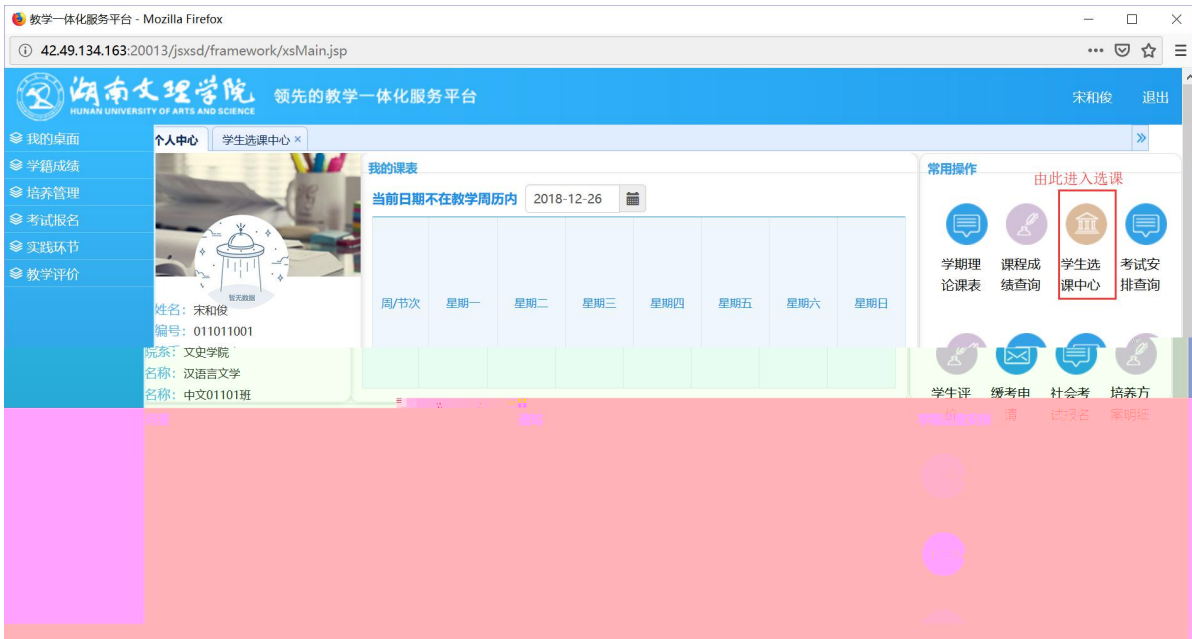 教学一体化服务平台 - Mozilla Firefox
42.49.134.163:20013/jsxsd/framework/xsMain.jsp
湖南文理学院
HUNAN UNIVERSITY OF ARTS AND SCIENCE
领先的教学一体化服务平台
宋和俊 退出
我的桌面
学籍成绩
培养管理
考试报名
实践环节
教学评价
个人中心 学生选课中心 ×
暂无数据
姓名: 宋和俊
编号: 011011001
院系: 文史学院
名称: 汉语言文学
名称: 中文01101班
我的课表
当前日期不在教学周历内 2018-12-26
周/节次 星期一 星期二 星期三 星期四 星期五 星期六 星期日
常用操作
由此进入选课
学期理论课表
课程成绩查询
学生选课中心
考试安排查询
学生评价
缓考申请
社会考试报名
培养方案明细